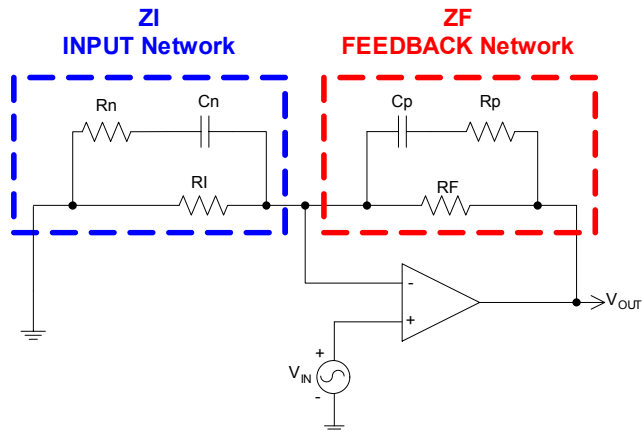 ZI
INPUT Network
ZF
FEEDBACK Network
Rn
Cn
RI
Cp
Rp
RF
-
+
VOUT
+
VIN
-